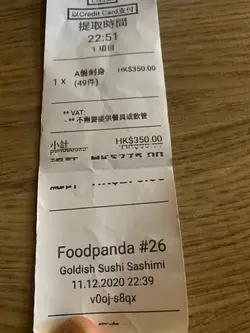 以Credit Card支付
提取時間
22:51
1 項目
1 x A盤刺身 HK$350.00
(49件)
** VAT:
- 不需要提供餐具或飲管
小計 HK$350.00
Foodpanda #26
Goldish Sushi Sashimi
11.12.2020 22:39
v0oj-s8qx